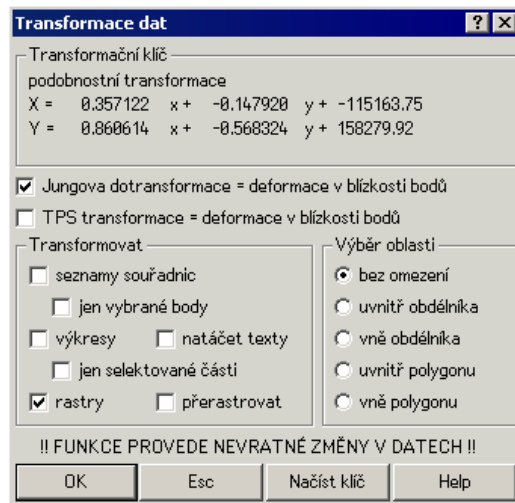 Transformace dat
Transformační klíč
podobnostní transformace
X = 0.357122 x + -0.147920 y + -115163.75
Y = 0.860614 x + -0.568324 y + 158279.92
Jungova dotransformace = deformace v blízkosti bodů
TPS transformace = deformace v blízkosti bodů
Transformovat
seznamy souřadnic
jen vybrané body
výkresy natáčet texty
jen selektované části
rastry přerastrovat
Výběr oblasti
bez omezení
uvnitř obdélníka
vně obdélníka
uvnitř polygonu
vně polygonu
!! FUNKCE PROVEDE NEVRATNÉ ZMĚNY V DATECH !!
OK Esc Načíst klíč Help